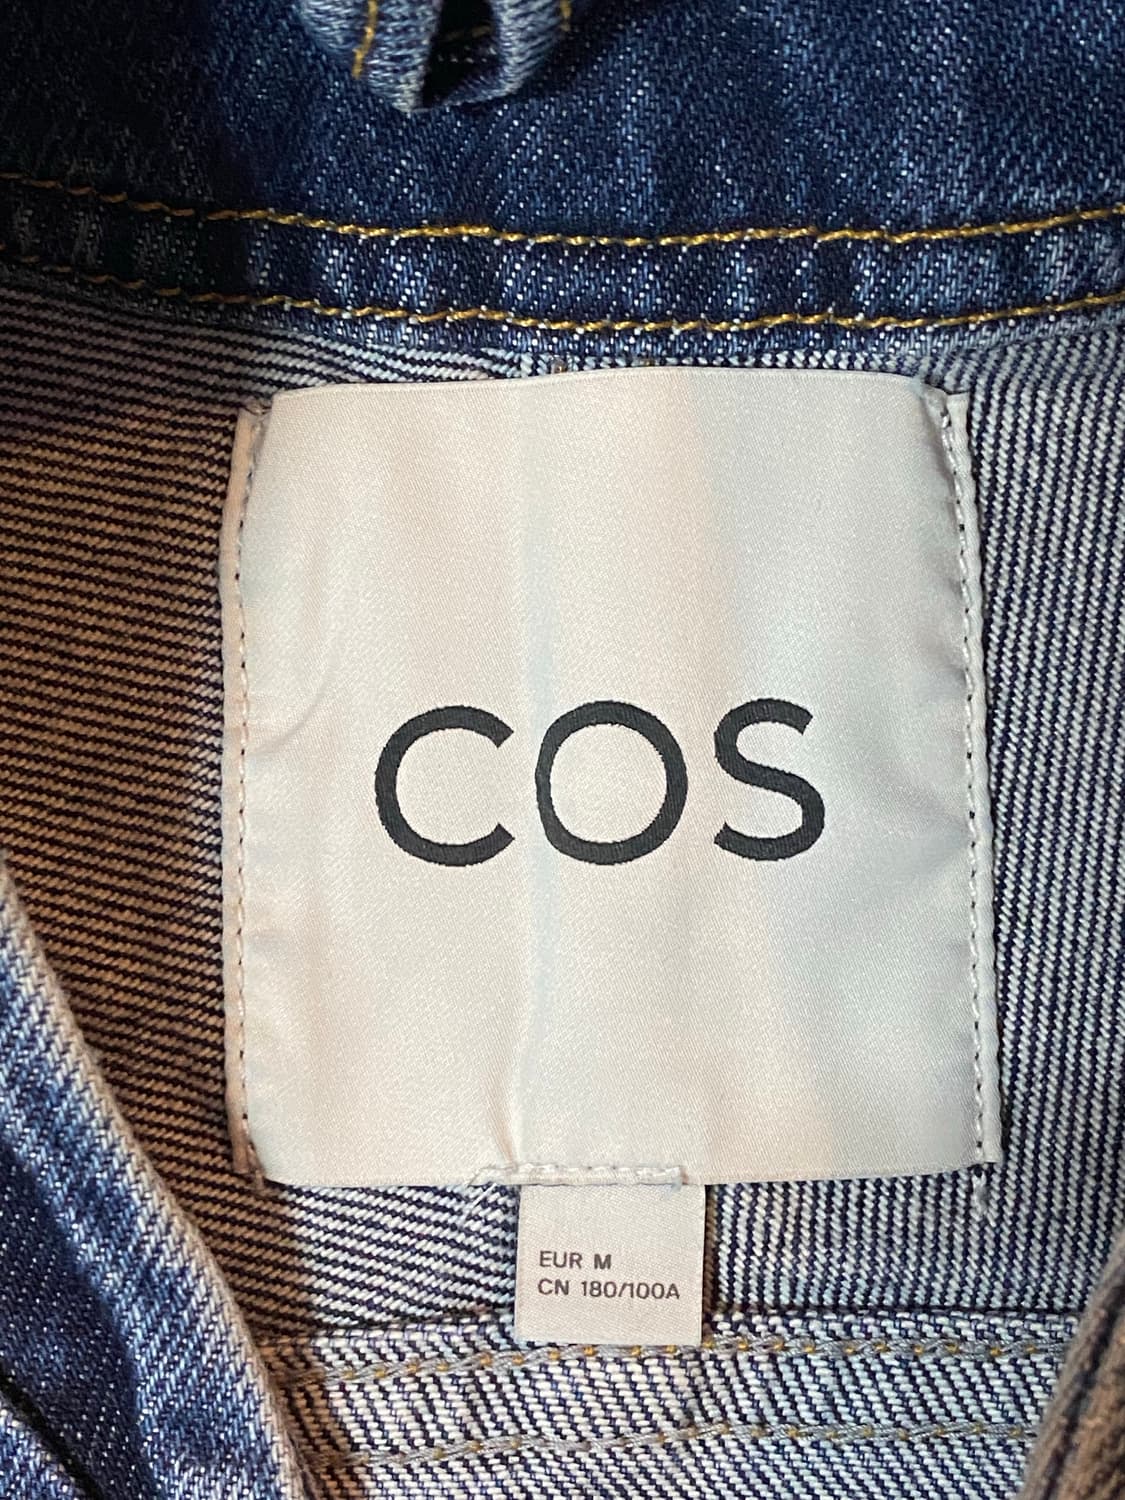 COS
EUR M
CN 180/100A